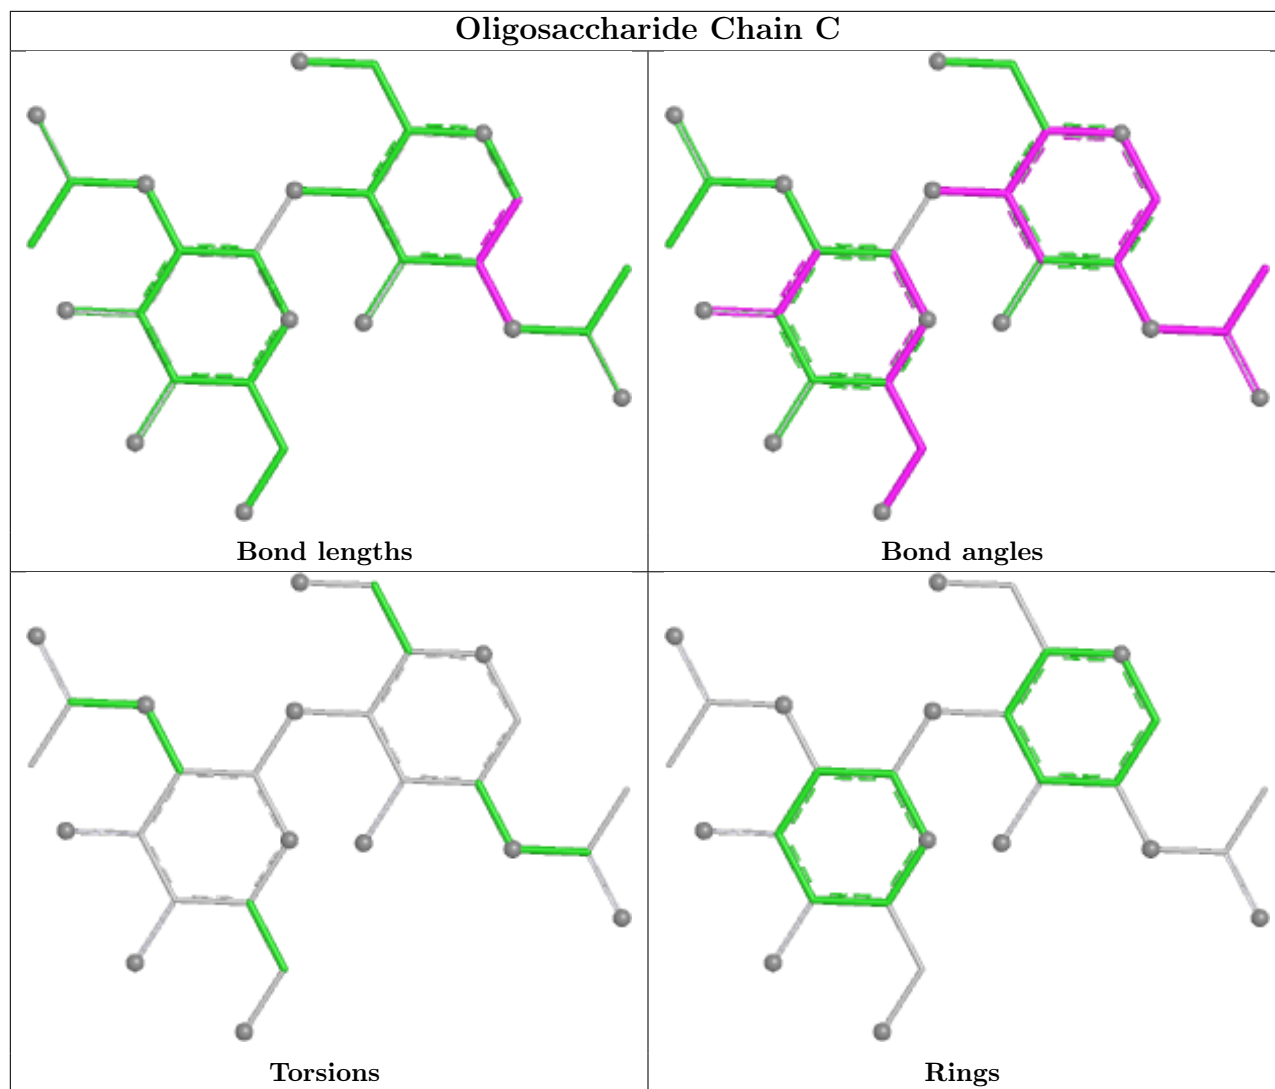 Oligosaccharide Chain C
Bond lengths
Bond angles
Torsions
Rings